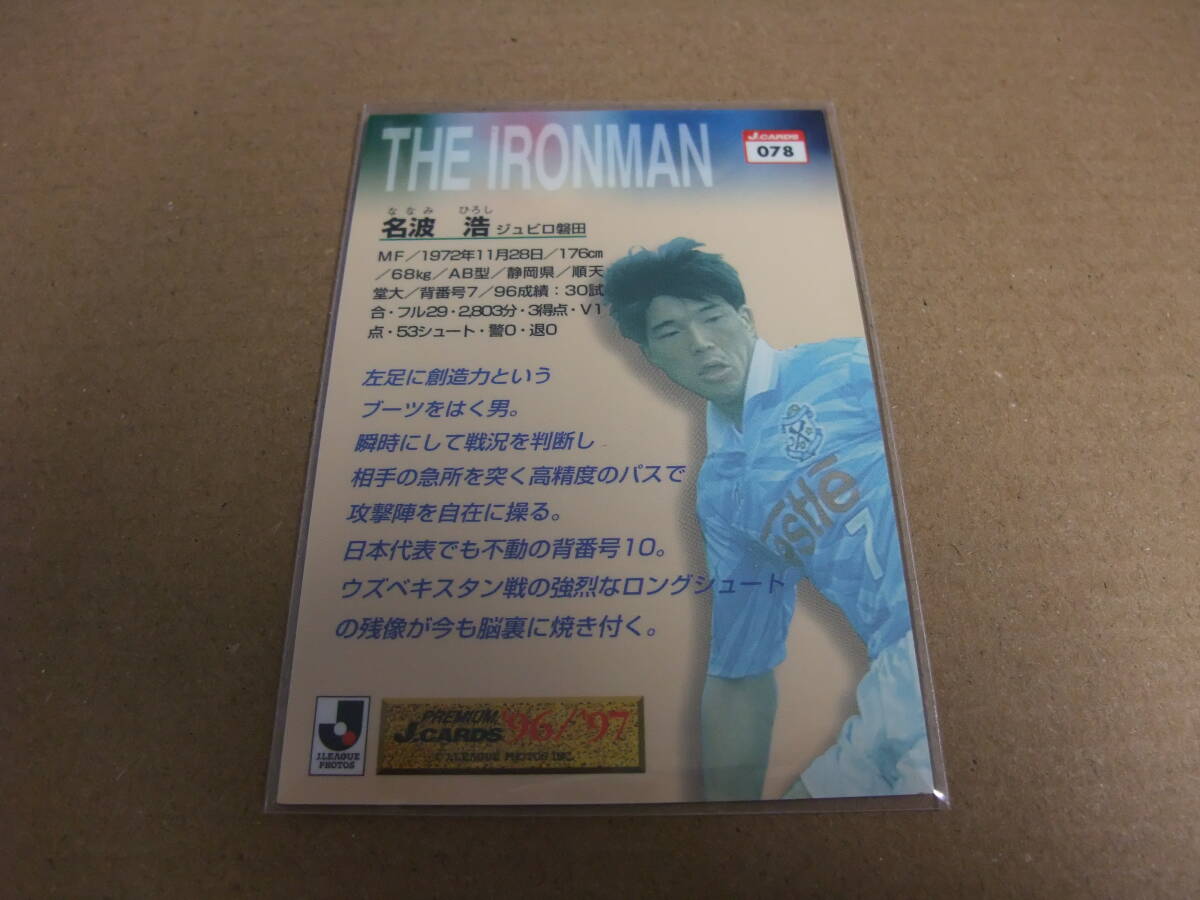 THE IRONMAN
J.CARDS
078
ななみ ひろし
名波 浩 ジュビロ磐田
MF／1972年11月28日／176cm
／68kg／AB型／静岡県／順天
堂大／背番号7／96成績：30試
合・フル29・2,803分・3得点・V1
点・53シュート・警0・退0
左足に創造力という
ブーツをはく男。
瞬時にして戦況を判断し
相手の急所を突く高精度のパスで
攻撃陣を自在に操る。
日本代表でも不動の背番号10。
ウズベキスタン戦の強烈なロングシュート
の残像が今も脳裏に焼き付く。
7
J.LEAGUE
PHOTOS
PREMIUM
J.CARDS '96/'97
© J.LEAGUE PHOTOS INC.